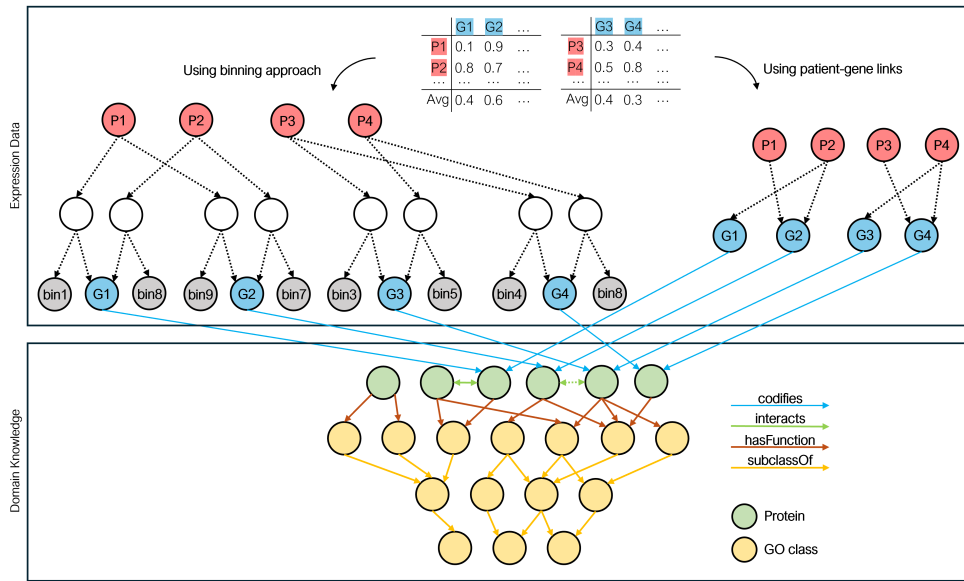 G1 G2 ...
P1 0.1 0.9 ...
P2 0.8 0.7 ...
... ... ... ...
Avg 0.4 0.6 ...
G3 G4 ...
P3 0.3 0.4 ...
P4 0.5 0.8 ...
... ... ... ...
Avg 0.4 0.3 ...
Using binning approach
Using patient-gene links
Expression Data
P1 P2 P3 P4
P1 P2 P3 P4
G1 G2 G3 G4
bin1 G1 bin8 bin9 G2 bin7 bin3 G3 bin5 bin4 G4 bin8
Domain Knowledge
codifies
interacts
hasFunction
subclassOf
Protein
GO class